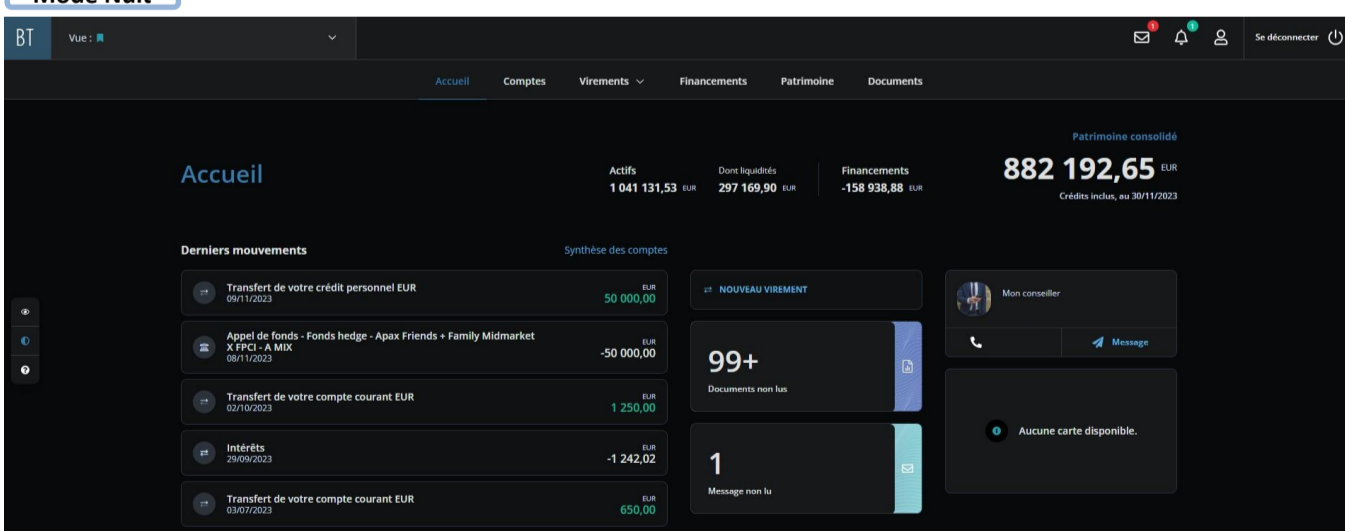 Mode Nuit
BT
Vue :
1
1
Se déconnecter
Accueil Comptes Virements Financements Patrimoine Documents
Patrimoine consolidé
882 192,65 EUR
Crédits inclus, au 30/11/2023
Accueil
Actifs
1 041 131,53 EUR
Dont liquidités
297 169,90 EUR
Financements
-158 938,88 EUR
Derniers mouvements
Synthèse des comptes
Transfert de votre crédit personnel EUR
09/11/2023
EUR
50 000,00
Appel de fonds - Fonds hedge - Apax Friends + Family Midmarket
X FPCI - A MIX
08/11/2023
EUR
-50 000,00
Transfert de votre compte courant EUR
02/10/2023
EUR
1 250,00
Intérêts
29/09/2023
EUR
-1 242,02
Transfert de votre compte courant EUR
03/07/2023
EUR
650,00
NOUVEAU VIREMENT
99+
Documents non lus
1
Message non lu
Mon conseiller
Message
Aucune carte disponible.